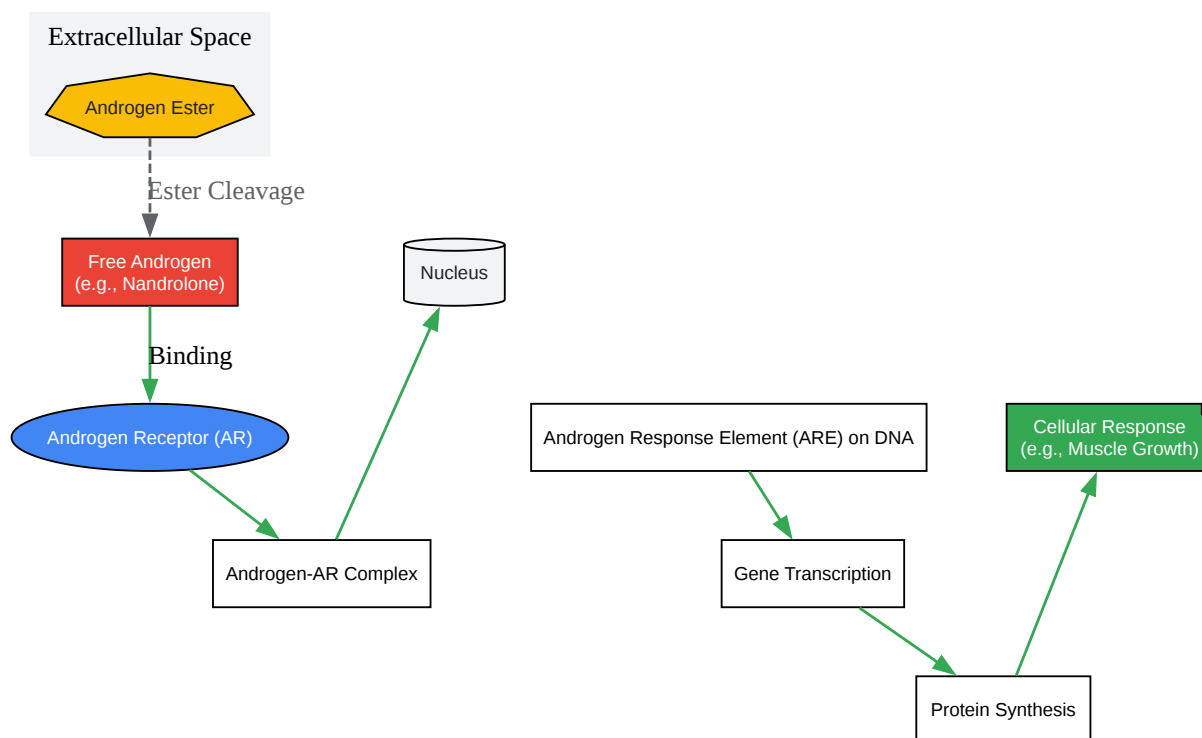 Extracellular Space
Androgen Ester
Ester Cleavage
Free Androgen
(e.g., Nandrolone)
Nucleus
Binding
Androgen Receptor (AR)
Androgen Response Element (ARE) on DNA
Cellular Response
(e.g., Muscle Growth)
Androgen-AR Complex
Gene Transcription
Protein Synthesis